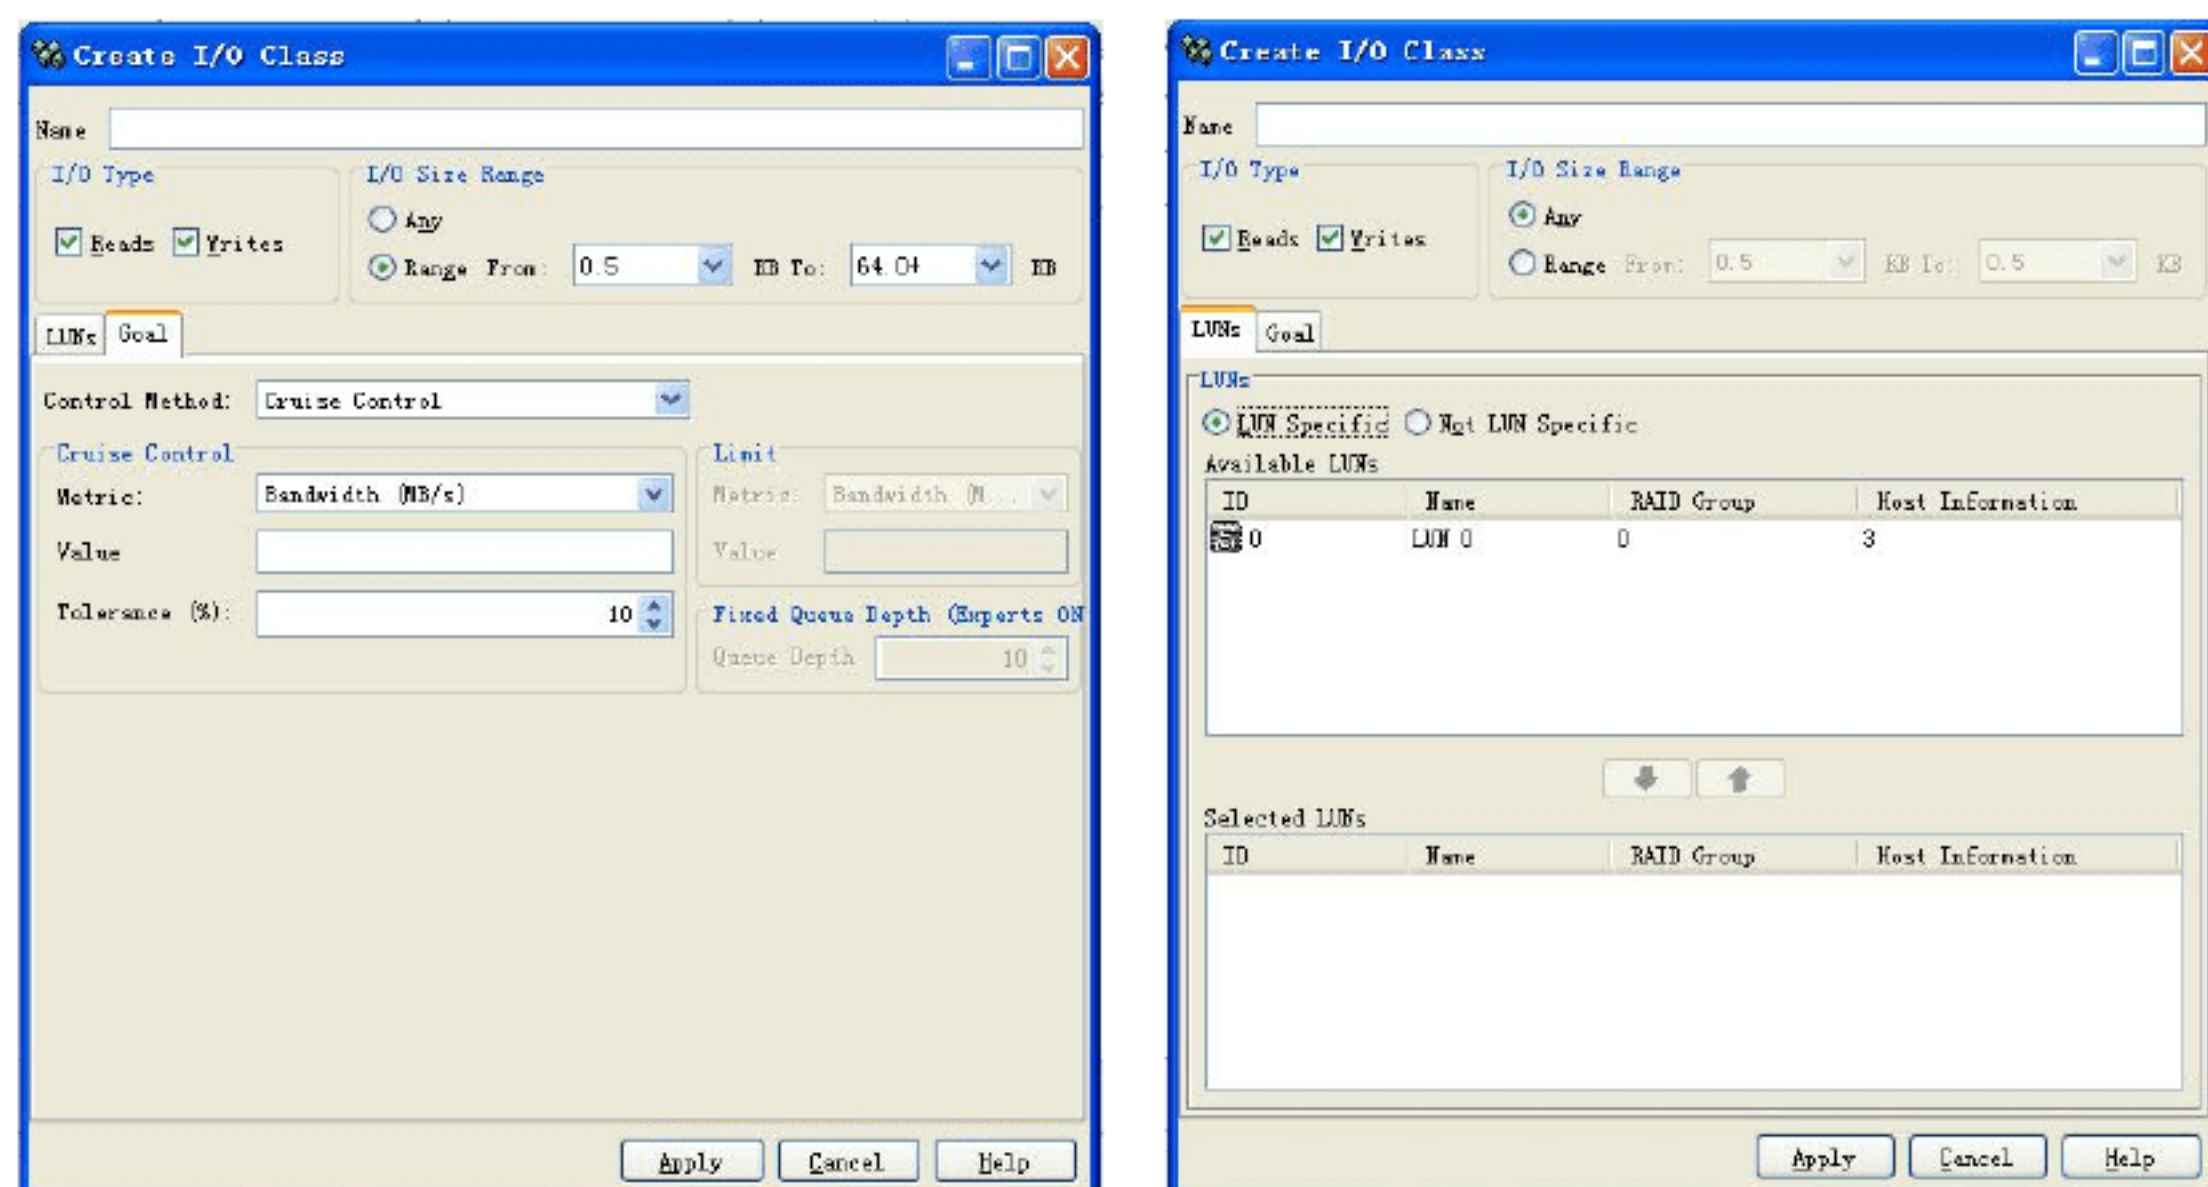 Create I/O Class
Name
I/O Type
I/O Size Range
Any
Reads Writes
Range From: 0.5 KB To: 64.0 KB
LUNs Goal
Control Method: Cruise Control
Cruise Control
Limit
Metric: Bandwidth (MB/s)
Metric: Bandwidth (M...
Value
Value
Tolerance (%): 10
Fixed Queue Depth (Experts ON
Queue Depth 10
Apply Cancel Help
Create I/O Class
Name
I/O Type
I/O Size Range
Any
Reads Writes
Range From: 0.5 KB To: 0.5 KB
LUNs Goal
LUNs
LUN Specific Not LUN Specific
Available LUNs
ID Name RAID Group Host Information
0 LUN 0 0 3
Selected LUNs
ID Name RAID Group Host Information
Apply Cancel Help